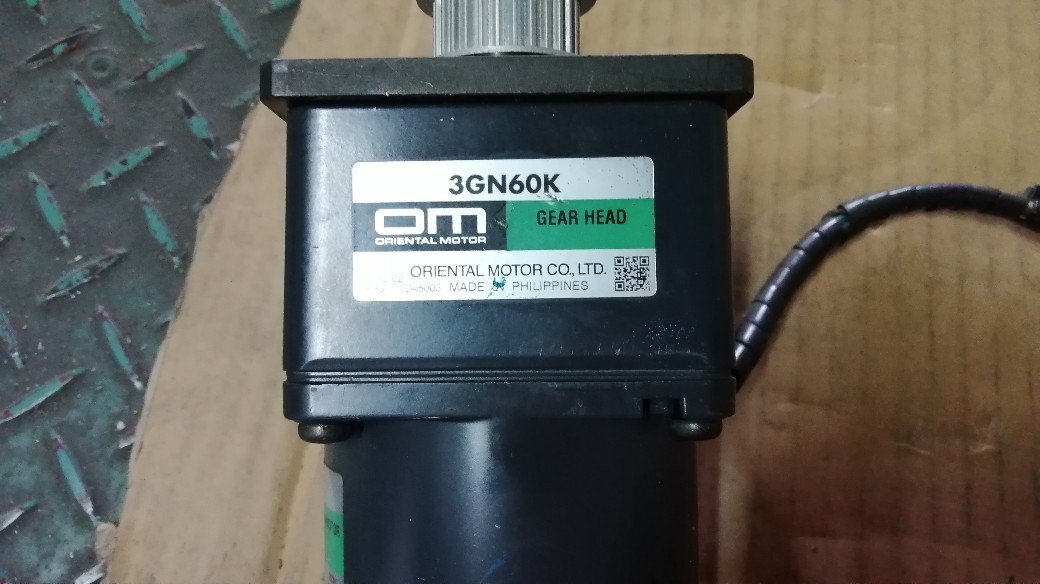 3GN60K
OM
ORIENTAL MOTOR
GEAR HEAD
ORIENTAL MOTOR CO., LTD.
MADE IN PHILIPPINES